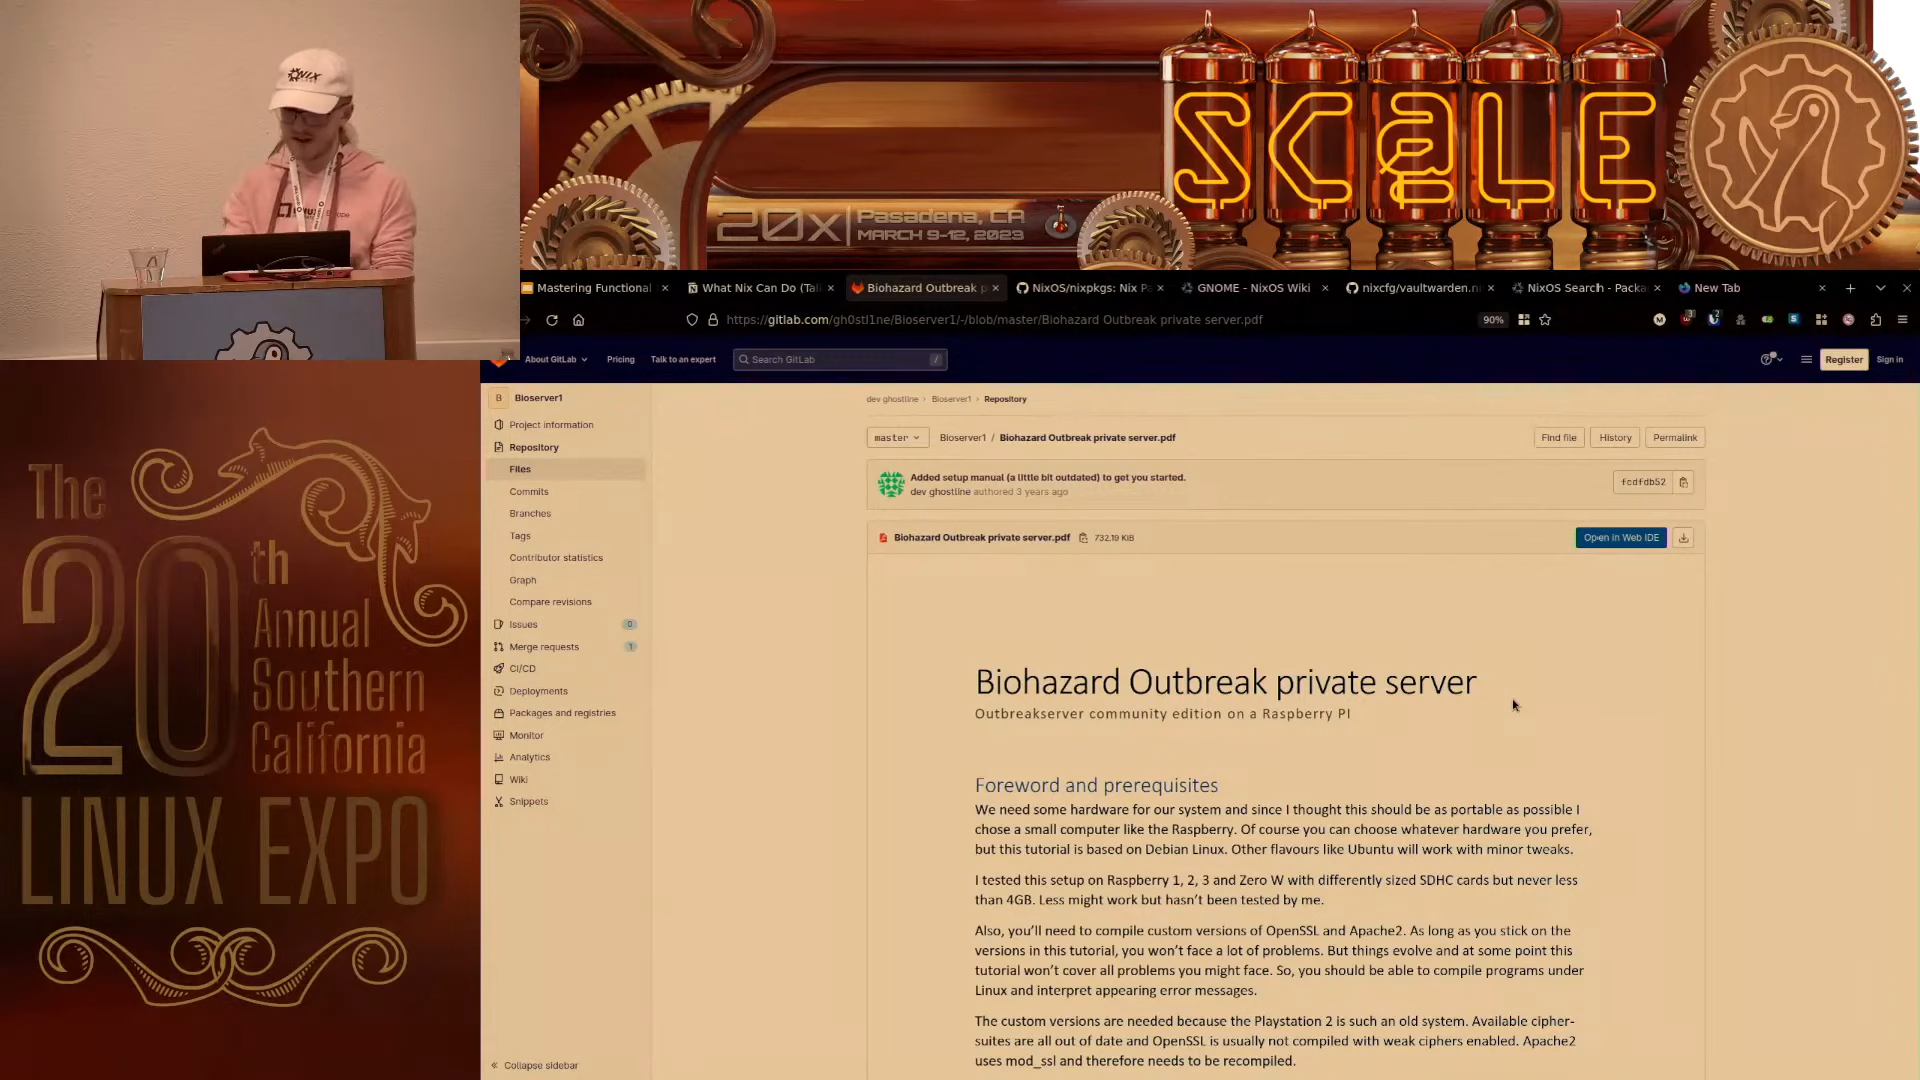 NIX
SCALE
20x
Pasadena, CA
MARCH 9-12, 2023
Mastering Functional
What Nix Can Do (Tal
Biohazard Outbreak p
NixOS/nixpkgs: Nix Pa
GNOME - NixOS Wiki
nixcfg/vaultwarden.n
NixOS Search - Packa
New Tab
https://gitlab.com/gh0stl1ne/Bioserver1/-/blob/master/Biohazard Outbreak private server.pdf
90%
About GitLab
Pricing
Talk to an expert
Search GitLab
/
Register
Sign in
B
Bioserver1
Project information
Repository
Files
Commits
Branches
Tags
Contributor statistics
Graph
Compare revisions
Issues
0
Merge requests
1
CI/CD
Deployments
Packages and registries
Monitor
Analytics
Wiki
Snippets
Collapse sidebar
dev ghostline › Bioserver1 › Repository
master
Bioserver1 / Biohazard Outbreak private server.pdf
Find file
History
Permalink
Added setup manual (a little bit outdated) to get you started.
dev ghostline authored 3 years ago
fcdfdb52
Biohazard Outbreak private server.pdf
732.19 KiB
Open in Web IDE
Biohazard Outbreak private server
Outbreakserver community edition on a Raspberry PI
Foreword and prerequisites
We need some hardware for our system and since I thought this should be as portable as possible I
chose a small computer like the Raspberry. Of course you can choose whatever hardware you prefer,
but this tutorial is based on Debian Linux. Other flavours like Ubuntu will work with minor tweaks.
I tested this setup on Raspberry 1, 2, 3 and Zero W with differently sized SDHC cards but never less
than 4GB. Less might work but hasn't been tested by me.
Also, you'll need to compile custom versions of OpenSSL and Apache2. As long as you stick on the
versions in this tutorial, you won't face a lot of problems. But things evolve and at some point this
tutorial won't cover all problems you might face. So, you should be able to compile programs under
Linux and interpret appearing error messages.
The custom versions are needed because the Playstation 2 is such an old system. Available cipher-
suites are all out of date and OpenSSL is usually not compiled with weak ciphers enabled. Apache2
uses mod_ssl and therefore needs to be recompiled.
The
20th
Annual
Southern
California
LINUX EXPO